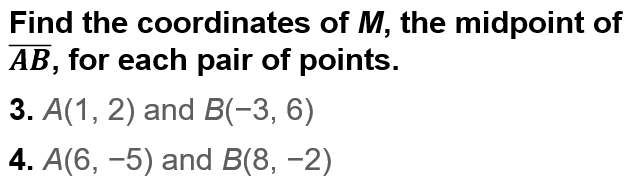 Find the coordinates of M, the midpoint of
A̅B̅, for each pair of points.
3. A(1, 2) and B(−3, 6)
4. A(6, −5) and B(8, −2)